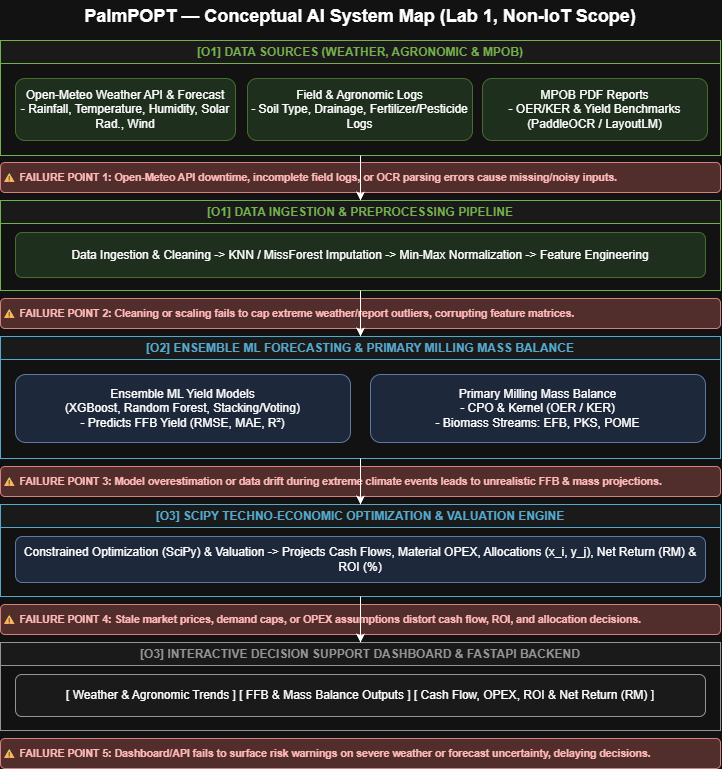 PalmPOPT — Conceptual AI System Map (Lab 1, Non-IoT Scope)
[O1] DATA SOURCES (WEATHER, AGRONOMIC & MPOB)
Open-Meteo Weather API & Forecast
- Rainfall, Temperature, Humidity, Solar
Rad., Wind
Field & Agronomic Logs
- Soil Type, Drainage, Fertilizer/Pesticide
Logs
MPOB PDF Reports
- OER/KER & Yield Benchmarks
(PaddleOCR / LayoutLM)
⚠ FAILURE POINT 1: Open-Meteo API downtime, incomplete field logs, or OCR parsing errors cause missing/noisy inputs.
[O1] DATA INGESTION & PREPROCESSING PIPELINE
Data Ingestion & Cleaning -> KNN / MissForest Imputation -> Min-Max Normalization -> Feature Engineering
⚠ FAILURE POINT 2: Cleaning or scaling fails to cap extreme weather/report outliers, corrupting feature matrices.
[O2] ENSEMBLE ML FORECASTING & PRIMARY MILLING MASS BALANCE
Ensemble ML Yield Models
(XGBoost, Random Forest, Stacking/Voting)
- Predicts FFB Yield (RMSE, MAE, R²)
Primary Milling Mass Balance
- CPO & Kernel (OER / KER)
- Biomass Streams: EFB, PKS, POME
⚠ FAILURE POINT 3: Model overestimation or data drift during extreme climate events leads to unrealistic FFB & mass projections.
[O3] SCIPY TECHNO-ECONOMIC OPTIMIZATION & VALUATION ENGINE
Constrained Optimization (SciPy) & Valuation -> Projects Cash Flows, Material OPEX, Allocations (x_i, y_j), Net Return (RM) &
ROI (%)
⚠ FAILURE POINT 4: Stale market prices, demand caps, or OPEX assumptions distort cash flow, ROI, and allocation decisions.
[O3] INTERACTIVE DECISION SUPPORT DASHBOARD & FASTAPI BACKEND
[ Weather & Agronomic Trends ] [ FFB & Mass Balance Outputs ] [ Cash Flow, OPEX, ROI & Net Return (RM) ]
⚠ FAILURE POINT 5: Dashboard/API fails to surface risk warnings on severe weather or forecast uncertainty, delaying decisions.